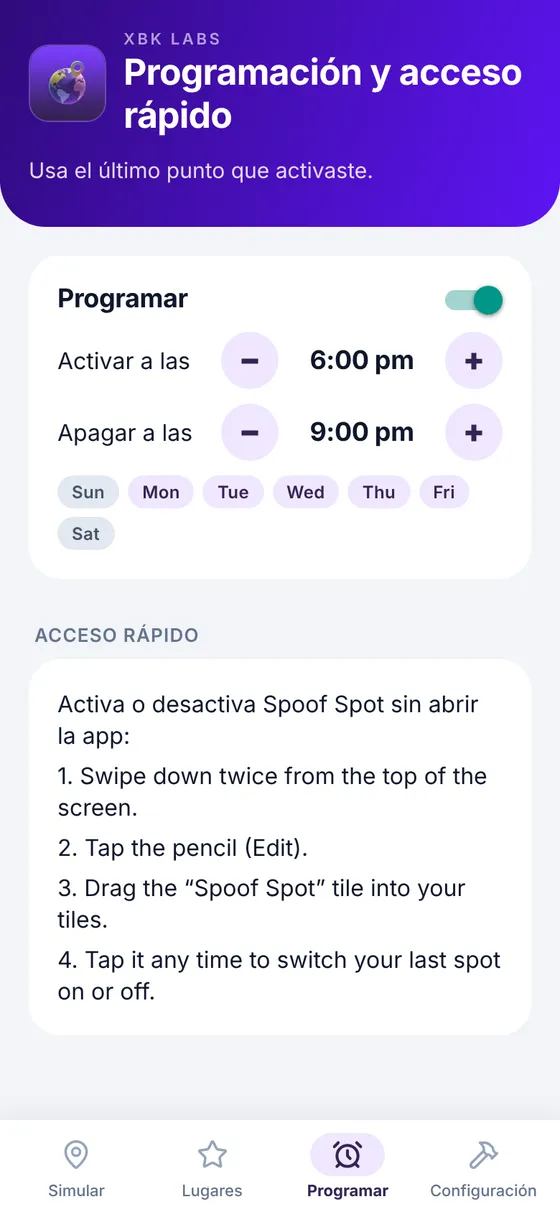 XBK LABS
Programación y acceso
rápido
Usa el último punto que activaste.
Programar
Activar a las − 6:00 pm +
Apagar a las − 9:00 pm +
Sun Mon Tue Wed Thu Fri
Sat
ACCESO RÁPIDO
Activa o desactiva Spoof Spot sin abrir
la app:
1. Swipe down twice from the top of the
screen.
2. Tap the pencil (Edit).
3. Drag the “Spoof Spot” tile into your
tiles.
4. Tap it any time to switch your last spot
on or off.
Simular Lugares Programar Configuración